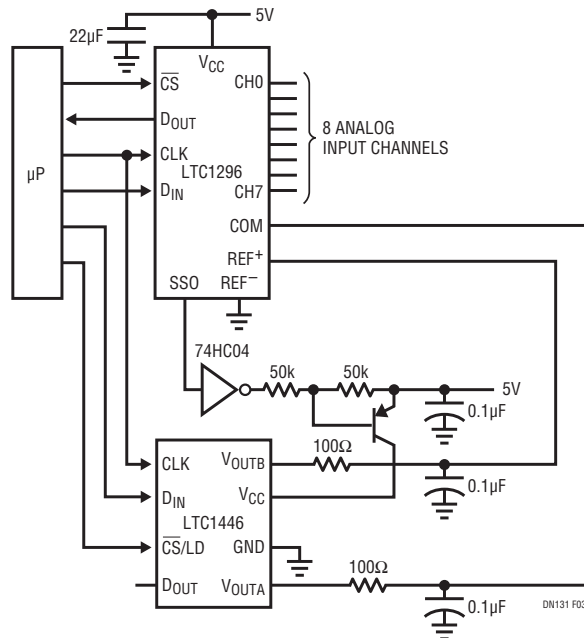 22µF
5V
µP
VCC
CS
DOUT
CLK
DIN
LTC1296
CH0
CH7
8 ANALOG
INPUT CHANNELS
COM
REF+
SSO
REF–
74HC04
50k
50k
5V
0.1µF
100Ω
0.1µF
CLK
VOUTB
VCC
DIN
LTC1446
GND
CS/LD
DOUT
VOUTA
100Ω
0.1µF
DN131 F03